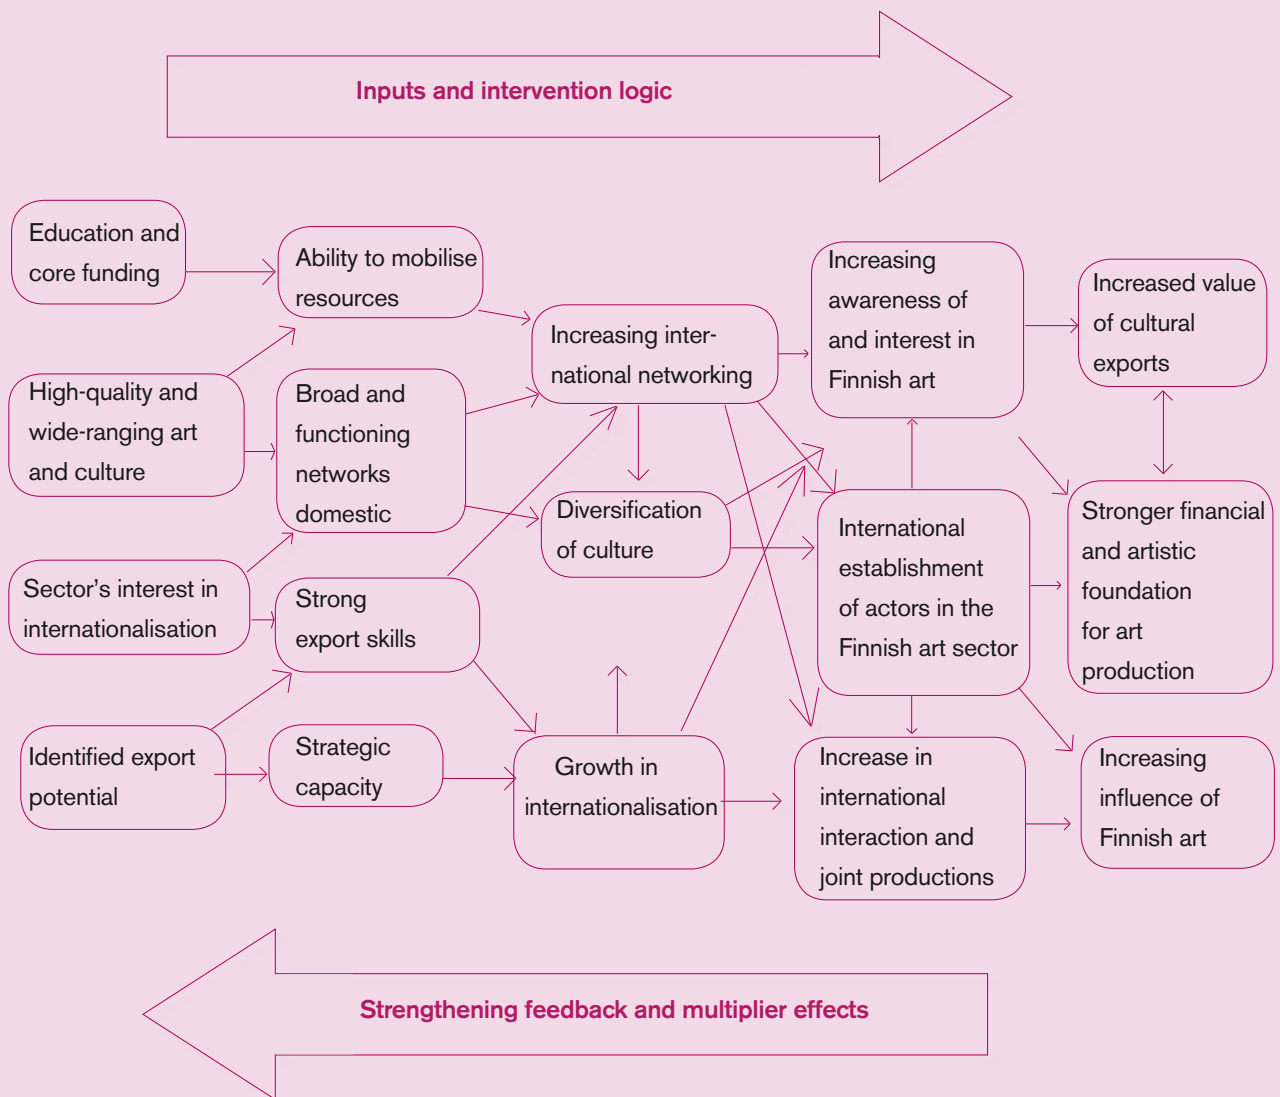 Inputs and intervention logic
Education and
core funding
High-quality and
wide-ranging art
and culture
Sector's interest in
internationalisation
Identified export
potential
Ability to mobilise
resources
Broad and
functioning
networks
domestic
Strong
export skills
Strategic
capacity
Increasing inter-
national networking
Diversification
of culture
Growth in
internationalisation
Increasing
awareness of
and interest in
Finnish art
International
establishment
of actors in the
Finnish art sector
Increase in
international
interaction and
joint productions
Increased value
of cultural
exports
Stronger financial
and artistic
foundation
for art
production
Increasing
influence of
Finnish art
Strengthening feedback and multiplier effects